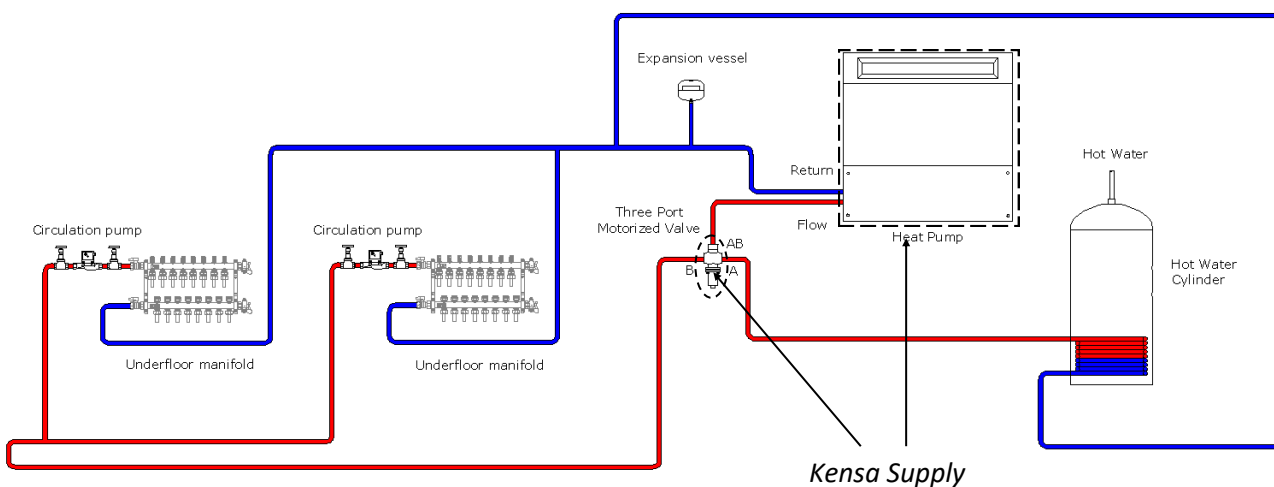 Expansion vessel
Hot Water
Return
Circulation pump
Circulation pump
Three Port
Motorized Valve
Flow
Heat Pump
AB
B
A
Hot Water
Cylinder
Underfloor manifold
Underfloor manifold
Kensa Supply